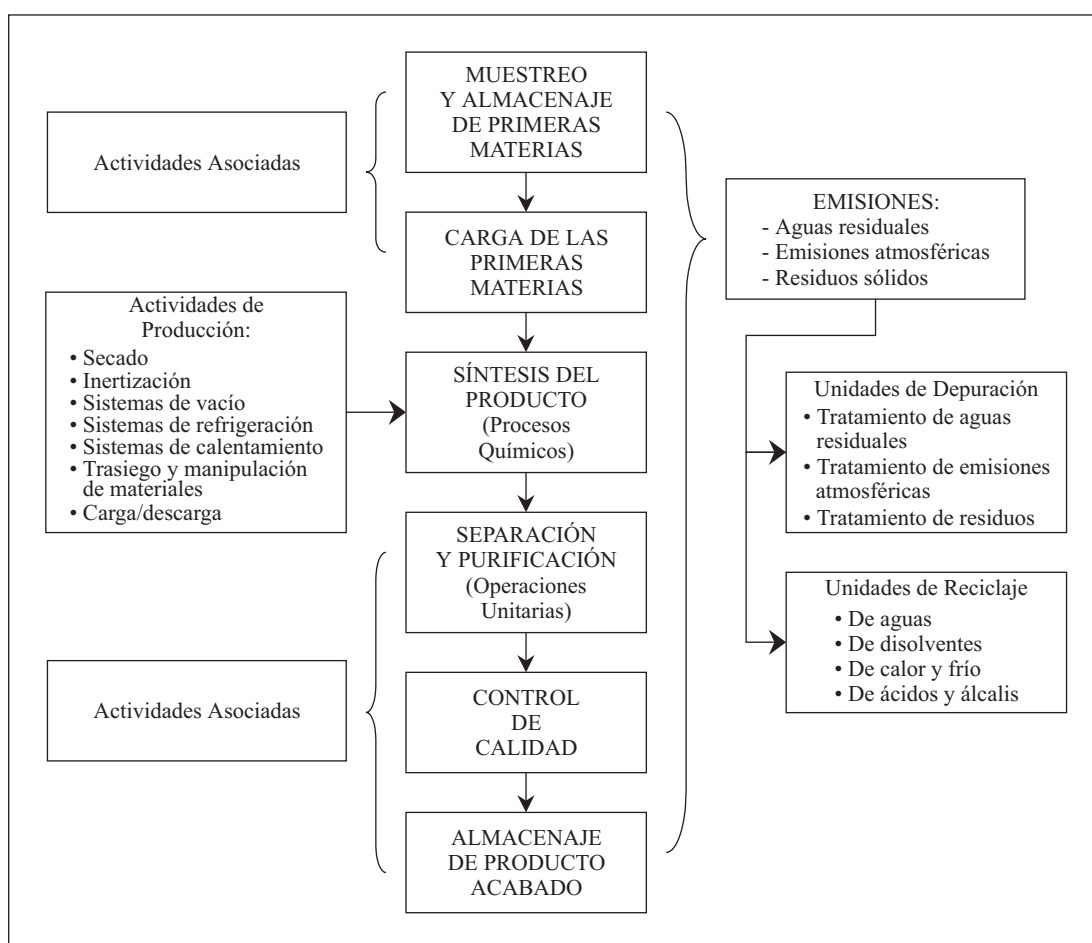 MUESTREO
Y ALMACENAJE
DE PRIMERAS
MATERIAS
Actividades Asociadas
CARGA DE LAS
PRIMERAS
MATERIAS
EMISIONES:
- Aguas residuales
- Emisiones atmosféricas
- Residuos sólidos
Actividades de
Producción:
• Secado
• Inertización
• Sistemas de vacío
• Sistemas de refrigeración
• Sistemas de calentamiento
• Trasiego y manipulación
de materiales
• Carga/descarga
SÍNTESIS DEL
PRODUCTO
(Procesos
Químicos)
Unidades de Depuración
• Tratamiento de aguas
residuales
• Tratamiento de emisiones
atmosféricas
• Tratamiento de residuos
SEPARACIÓN
Y PURIFICACIÓN
(Operaciones
Unitarias)
Unidades de Reciclaje
• De aguas
• De disolventes
• De calor y frío
• De ácidos y álcalis
Actividades Asociadas
CONTROL
DE
CALIDAD
ALMACENAJE
DE PRODUCTO
ACABADO